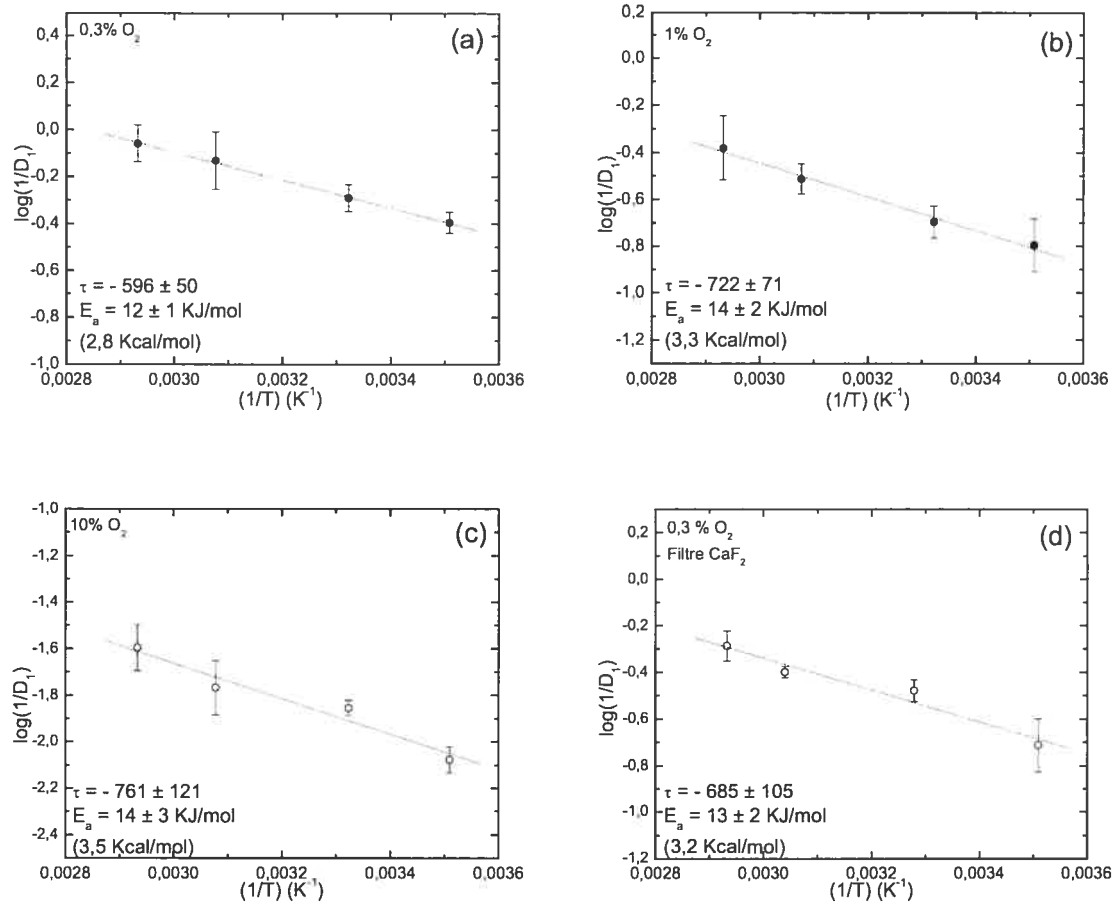 0,3% O₂
(a)
0,4
0,2
0,0
-0,2
-0,4
-0,6
-0,8
-1,0
log(1/D₁)
τ = - 596 ± 50
Eₐ = 12 ± 1 KJ/mol
(2,8 Kcal/mol)
0,0028 0,0030 0,0032 0,0034 0,0036
(1/T) (K⁻¹)
1% O₂
(b)
0,2
0,0
-0,2
-0,4
-0,6
-0,8
-1,0
-1,2
log(1/D₁)
τ = - 722 ± 71
Eₐ = 14 ± 2 KJ/mol
(3,3 Kcal/mol)
0,0028 0,0030 0,0032 0,0034 0,0036
(1/T) (K⁻¹)
10% O₂
(c)
-1,0
-1,2
-1,4
-1,6
-1,8
-2,0
-2,2
-2,4
log(1/D₁)
τ = - 761 ± 121
Eₐ = 14 ± 3 KJ/mol
(3,5 Kcal/mol)
0,0028 0,0030 0,0032 0,0034 0,0036
(1/T) (K⁻¹)
0,3 % O₂
Filtre CaF₂
(d)
0,2
0,0
-0,2
-0,4
-0,6
-0,8
-1,0
-1,2
log(1/D₁)
τ = - 685 ± 105
Eₐ = 13 ± 2 KJ/mol
(3,2 Kcal/mol)
0,0028 0,0030 0,0032 0,0034 0,0036
(1/T) (K⁻¹)